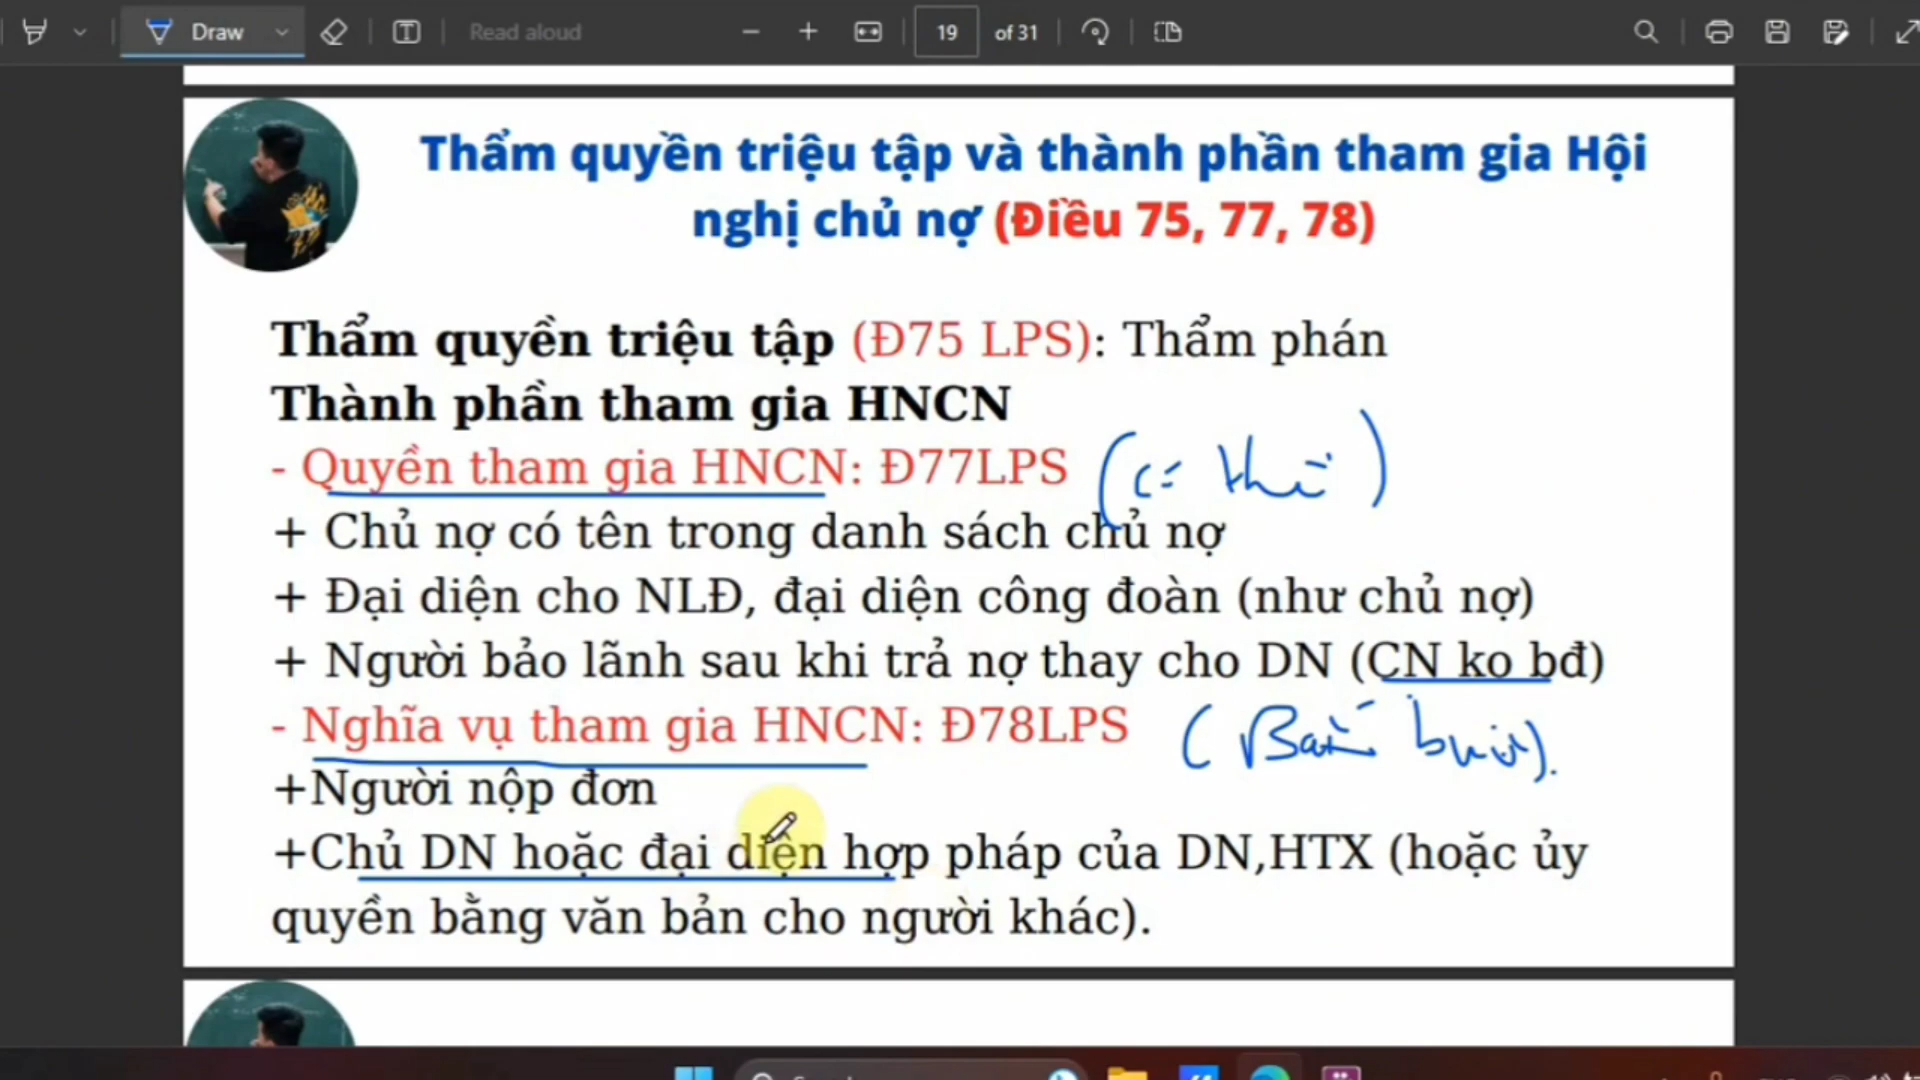 Draw
Read aloud
19 of 31
Thẩm quyền triệu tập và thành phần tham gia Hội
nghị chủ nợ (Điều 75, 77, 78)
Thẩm quyền triệu tập (Đ75 LPS): Thẩm phán
Thành phần tham gia HNCN
- Quyền tham gia HNCN: Đ77LPS
+ Chủ nợ có tên trong danh sách chủ nợ
+ Đại diện cho NLĐ, đại diện công đoàn (như chủ nợ)
+ Người bảo lãnh sau khi trả nợ thay cho DN (CN ko bđ)
- Nghĩa vụ tham gia HNCN: Đ78LPS
+Người nộp đơn
+Chủ DN hoặc đại diện hợp pháp của DN,HTX (hoặc ủy
quyền bằng văn bản cho người khác).